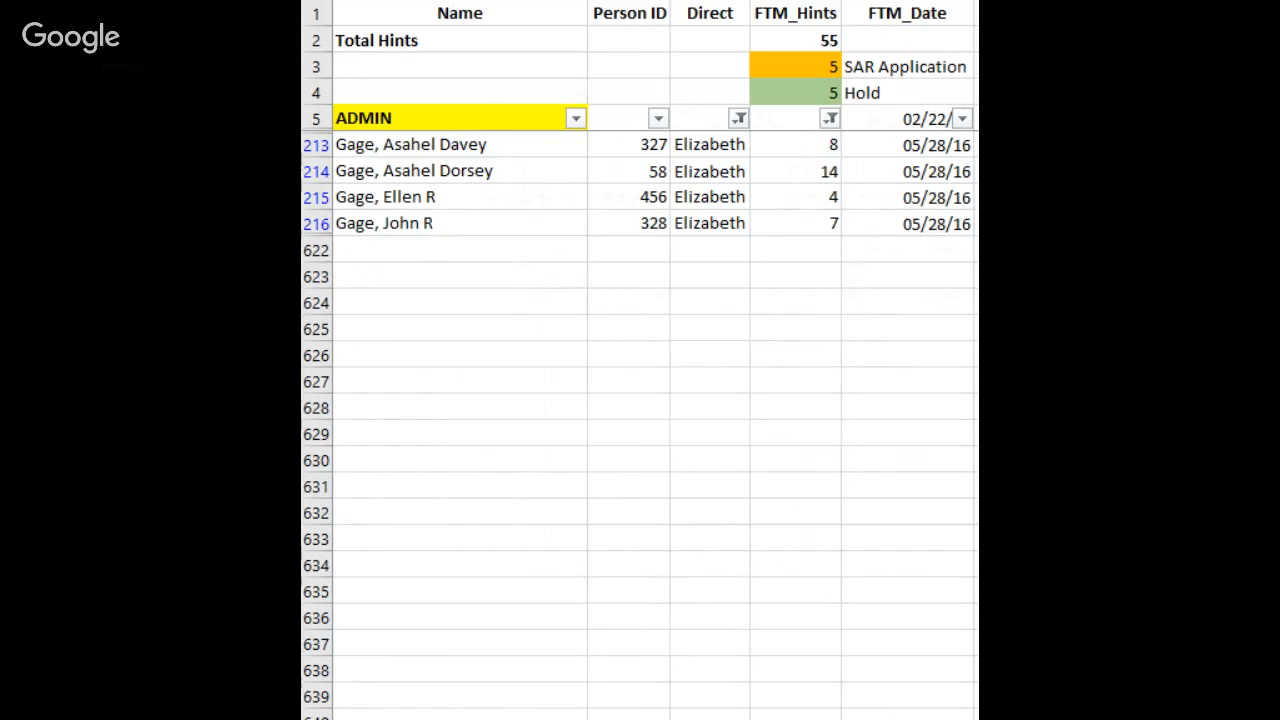 Google
1 Name Person ID Direct FTM_Hints FTM_Date
2 Total Hints 55
3 5 SAR Application
4 5 Hold
5 ADMIN 02/22/
213 Gage, Asahel Davey 327 Elizabeth 8 05/28/16
214 Gage, Asahel Dorsey 58 Elizabeth 14 05/28/16
215 Gage, Ellen R 456 Elizabeth 4 05/28/16
216 Gage, John R 328 Elizabeth 7 05/28/16
622
623
624
625
626
627
628
629
630
631
632
633
634
635
636
637
638
639